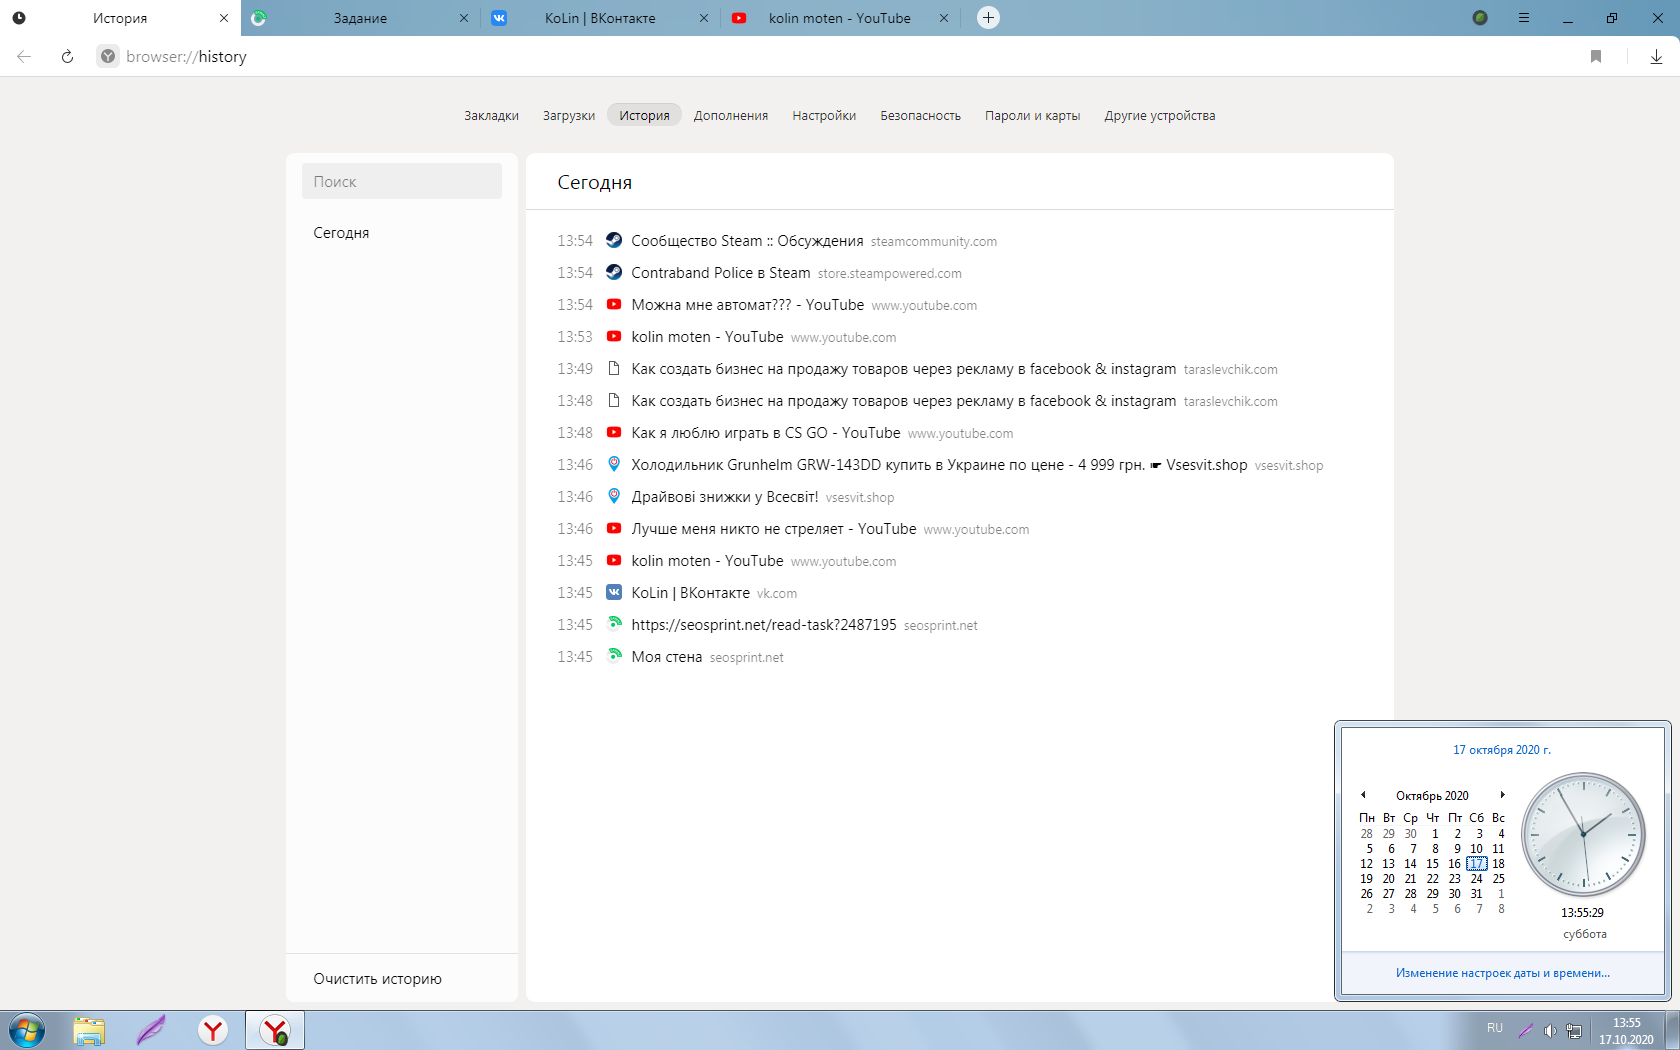 История
Задание
KoLin | ВКонтакте
kolin moten - YouTube
browser://history
Закладки Загрузки История Дополнения Настройки Безопасность Пароли и карты Другие устройства
Поиск
Сегодня
Очистить историю
Сегодня
13:54 Сообщество Steam :: Обсуждения steamcommunity.com
13:54 Contraband Police в Steam store.steampowered.com
13:54 Можна мне автомат??? - YouTube www.youtube.com
13:53 kolin moten - YouTube www.youtube.com
13:49 Как создать бизнес на продажу товаров через рекламу в facebook & instagram taraslevchik.com
13:48 Как создать бизнес на продажу товаров через рекламу в facebook & instagram taraslevchik.com
13:48 Как я люблю играть в CS GO - YouTube www.youtube.com
13:46 Холодильник Grunhelm GRW-143DD купить в Украине по цене - 4 999 грн. ☛ Vsesvit.shop vsesvit.shop
13:46 Драйвові знижки у Всесвіт! vsesvit.shop
13:46 Лучше меня никто не стреляет - YouTube www.youtube.com
13:45 kolin moten - YouTube www.youtube.com
13:45 KoLin | ВКонтакте vk.com
13:45 https://seosprint.net/read-task?2487195 seosprint.net
13:45 Моя стена seosprint.net
17 октября 2020 г.
Октябрь 2020
Пн Вт Ср Чт Пт Сб Вс
28 29 30 1 2 3 4
5 6 7 8 9 10 11
12 13 14 15 16 17 18
19 20 21 22 23 24 25
26 27 28 29 30 31 1
2 3 4 5 6 7 8
13:55:29
суббота
Изменение настроек даты и времени...
RU
13:55
17.10.2020